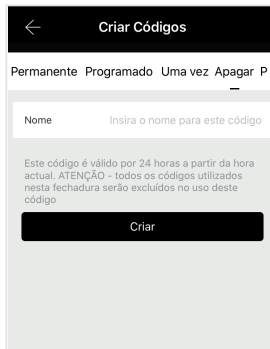 Criar Códigos
Permanente Programado Uma vez Apagar P
Nome Insira o nome para este código
Este código é válido por 24 horas a partir da hora
actual. ATENÇÃO - todos os códigos utilizados
nesta fechadura serão excluídos no uso deste
código
Criar